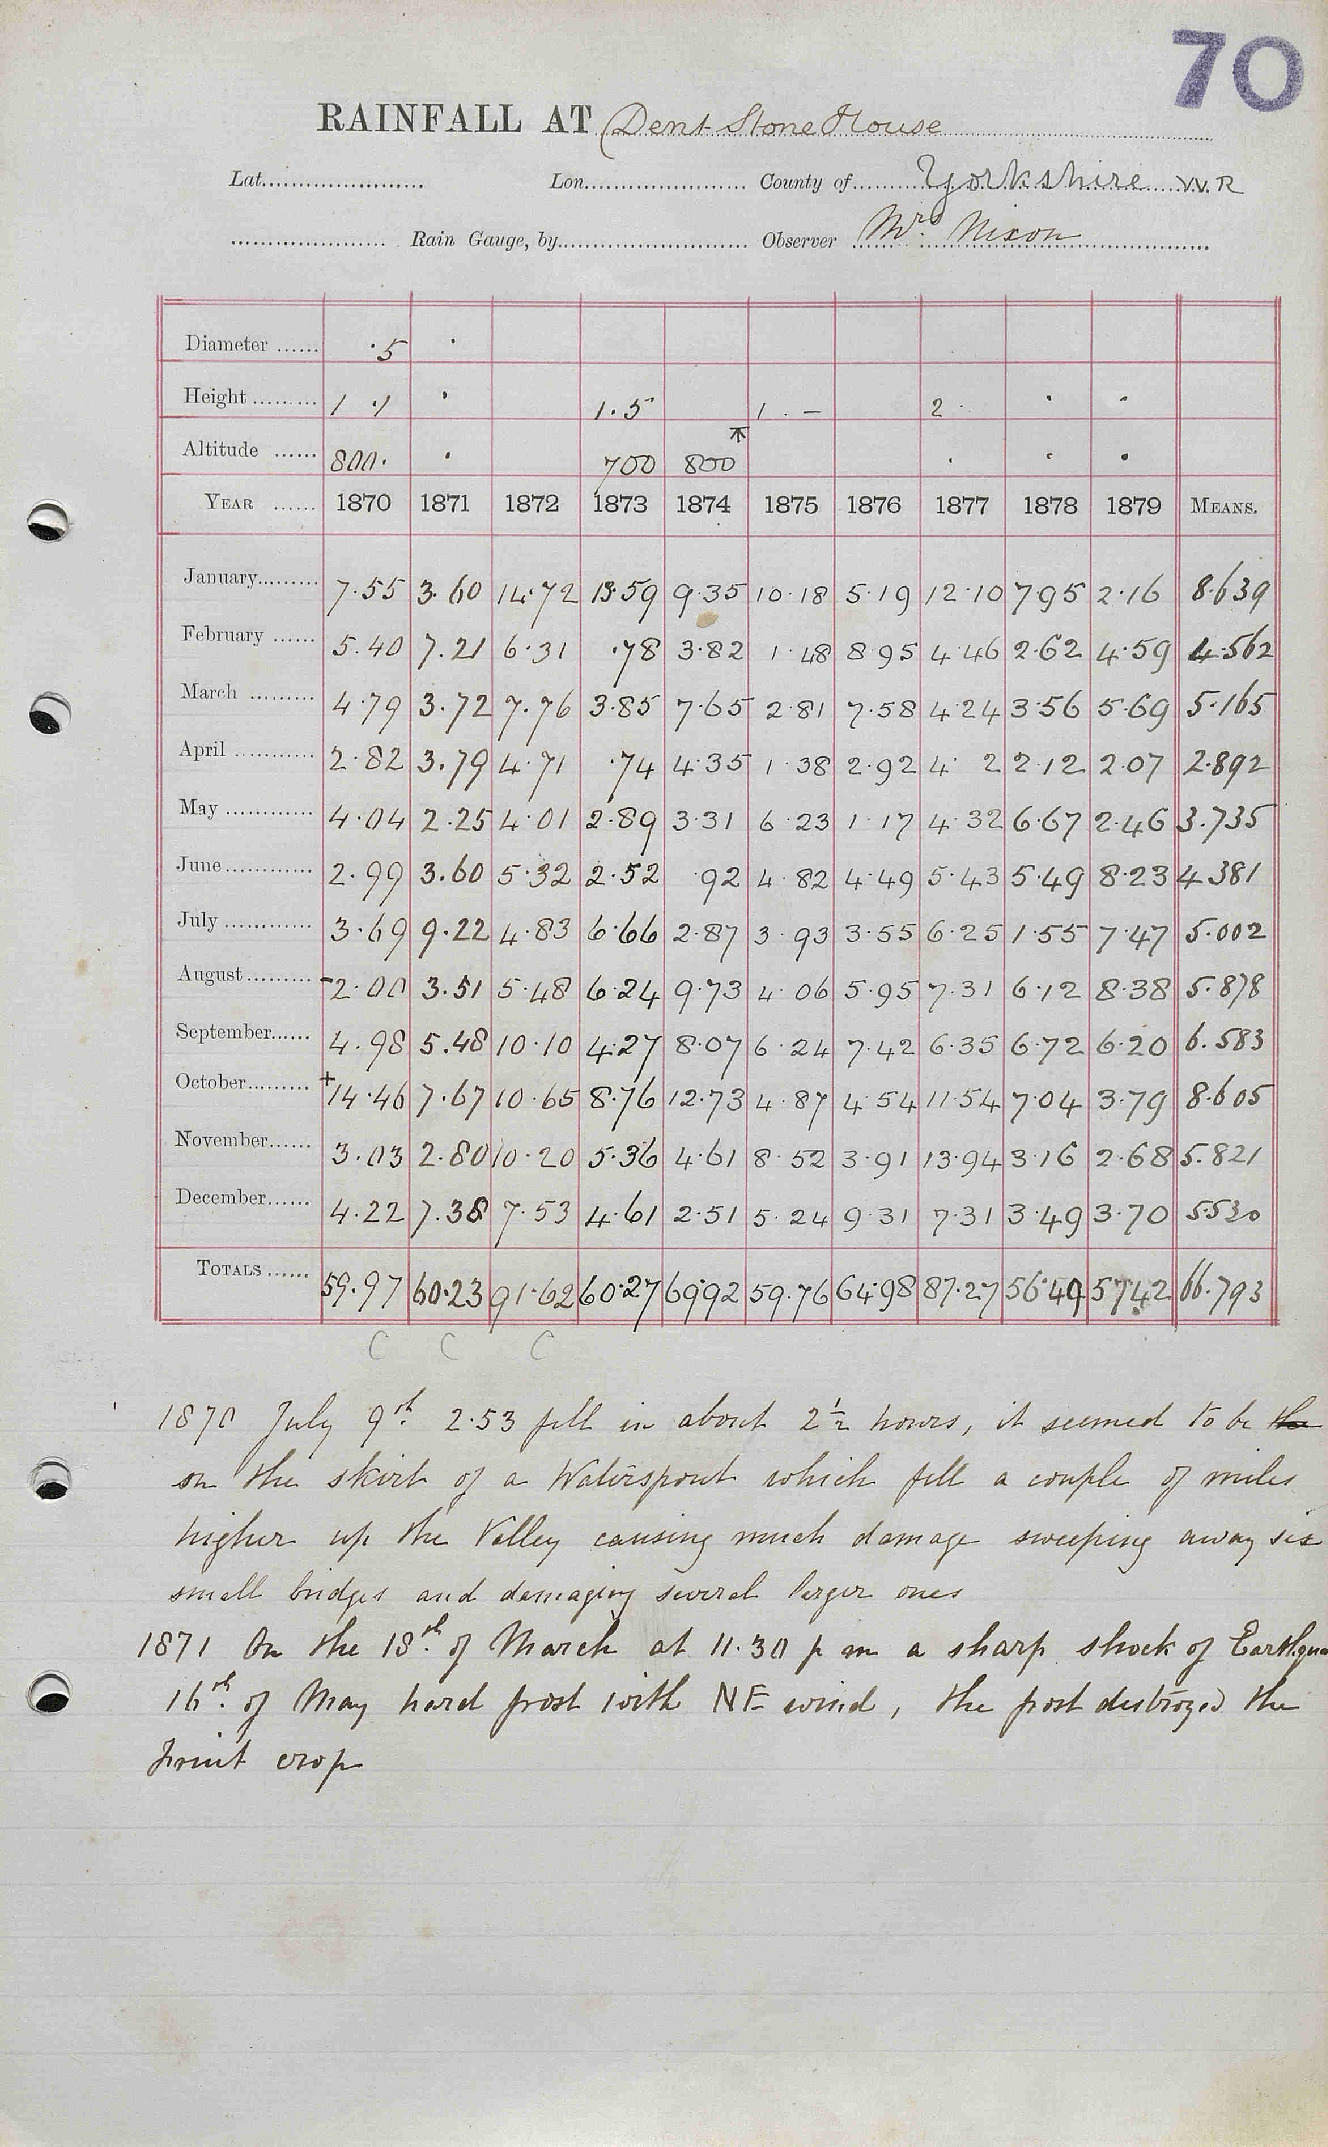 70
RAINFALL AT Dent Stone House
Lat. Lon. County of Yorkshire W.R
Rain Gauge, by Observer Mrs Nixon
Diameter ·5 ·
Height 1 ·1 · 1·5 1 · – 2 · · ·
Altitude 800· · 700 800 · · ·
YEAR 1870 1871 1872 1873 1874 1875 1876 1877 1878 1879 MEANS.
January 7·55 3·60 14·72 13·59 9·35 10·18 5·19 12·10 7·95 2·16 8·639
February 5·40 7·21 6·31 ·78 3·82 1·48 8·95 4·46 2·62 4·59 4·562
March 4·79 3·72 7·76 3·85 7·65 2·81 7·58 4·24 3·56 5·69 5·165
April 2·82 3·79 4·71 ·74 4·35 1·38 2·92 4· 2 2·12 2·07 2·892
May 4·04 2·25 4·01 2·89 3·31 6·23 1·17 4·32 6·67 2·46 3·735
June 2·99 3·60 5·32 2·52 ·92 4·82 4·49 5·43 5·49 8·23 4·381
July 3·69 9·22 4·83 6·66 2·87 3·93 3·55 6·25 1·55 7·47 5·002
August -2·00 3·51 5·48 6·24 9·73 4·06 5·95 7·31 6·12 8·38 5·878
September 4·98 5·48 10·10 4·27 8·07 6·24 7·42 6·35 6·72 6·20 6·583
October +14·46 7·67 10·65 8·76 12·73 4·87 4·54 11·54 7·04 3·79 8·605
November 3·03 2·80 10·20 5·36 4·61 8·52 3·91 13·94 3·16 2·68 5·821
December 4·22 7·38 7·53 4·61 2·51 5·24 9·31 7·31 3·49 3·70 5·530
TOTALS 59·97 60·23 91·62 60·27 69·92 59·76 64·98 87·27 56·49 57·42 66·793
C C C
1870 July 9th 2·53 fell in about 2½ hours, it seemed to be the
on the skirt of a Waterspout which fell a couple of miles
higher up the Valley causing much damage sweeping away six
small bridges and damaging several larger ones
1871 On the 18th of March at 11·30 p m a sharp shock of Earthqua
16th of May hard frost with NE wind, the frost destroyed the
fruit crop